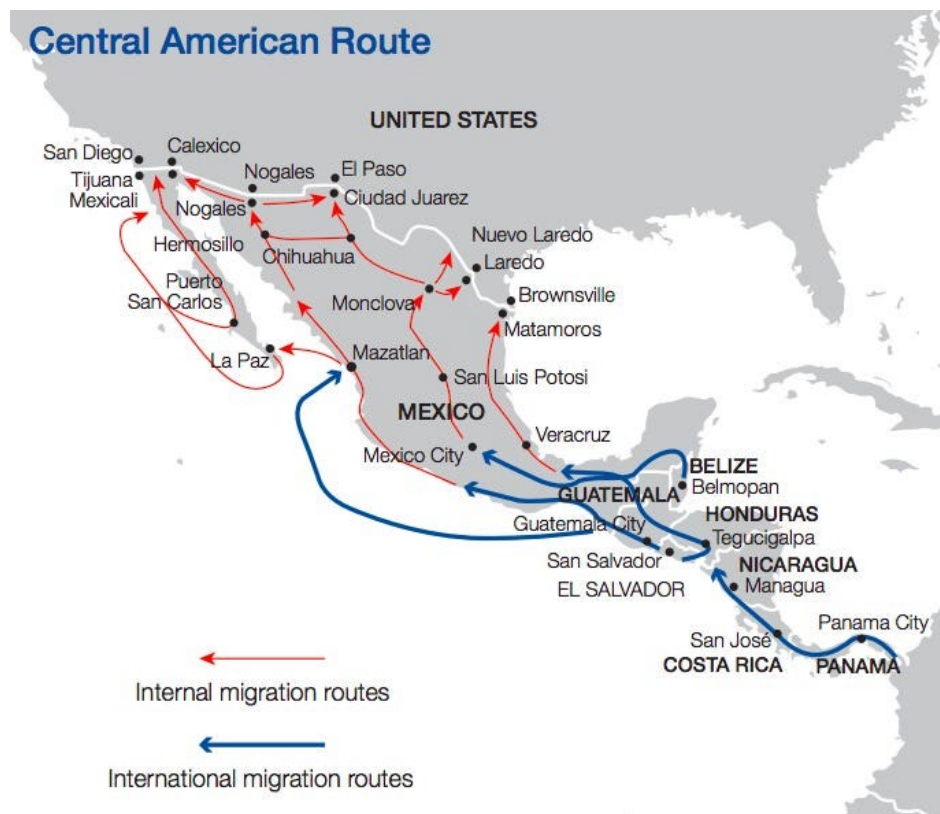 Central American Route
UNITED STATES
San Diego
Calexico
Tijuana
Mexicali
Nogales
Nogales
El Paso
Ciudad Juarez
Hermosillo
Chihuahua
Nuevo Laredo
Laredo
Puerto
San Carlos
Monclova
Brownsville
Matamoros
La Paz
Mazatlan
San Luis Potosi
MEXICO
Mexico City
Veracruz
BELIZE
Belmopan
GUATEMALA
HONDURAS
Guatemala City
Tegucigalpa
San Salvador
NICARAGUA
EL SALVADOR
Managua
Panama City
San José
COSTA RICA
PANAMA
Internal migration routes
International migration routes